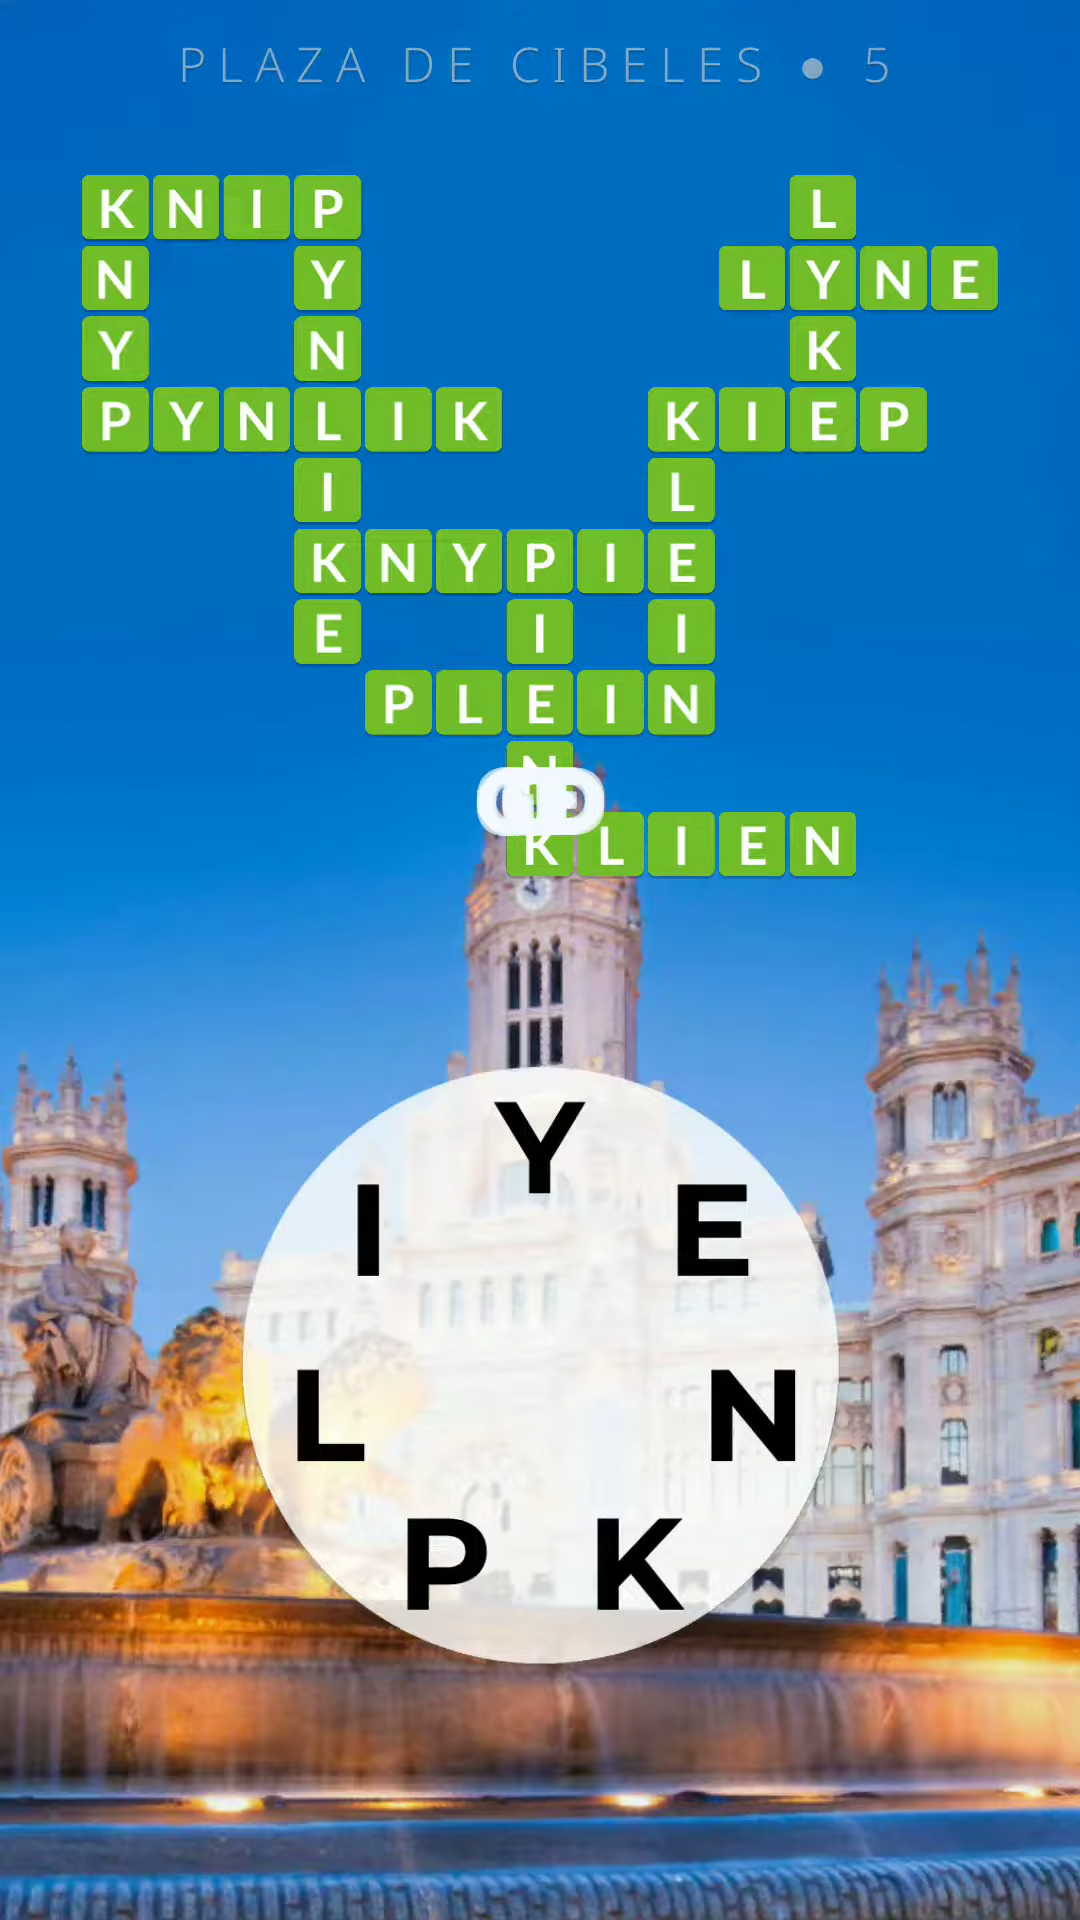 PLAZA DE CIBELES • 5
KNIP L
N Y LYNE
Y N K
PYNLIK KIEP
I L
KNYPIE
E I I
PLEIN
N
KLIEN
Y
I E
L N
P K